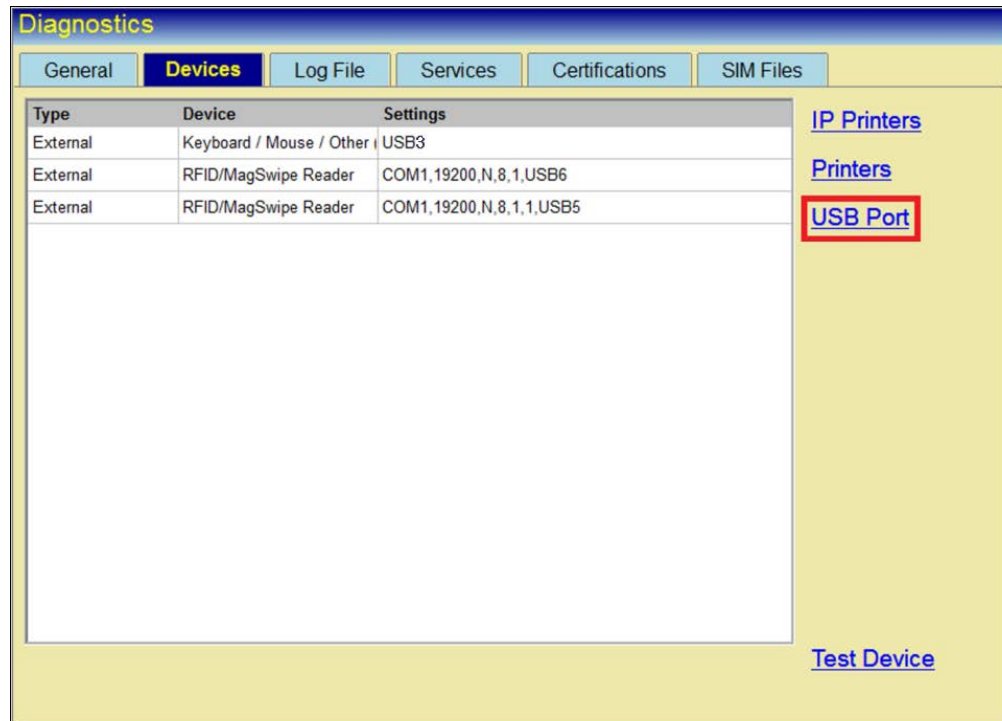 Diagnostics
General Devices Log File Services Certifications SIM Files
Type Device Settings
External Keyboard / Mouse / Other USB3
External RFID/MagSwipe Reader COM1,19200,N,8,1,USB6
External RFID/MagSwipe Reader COM1,19200,N,8,1,1,USB5
IP Printers
Printers
USB Port
Test Device